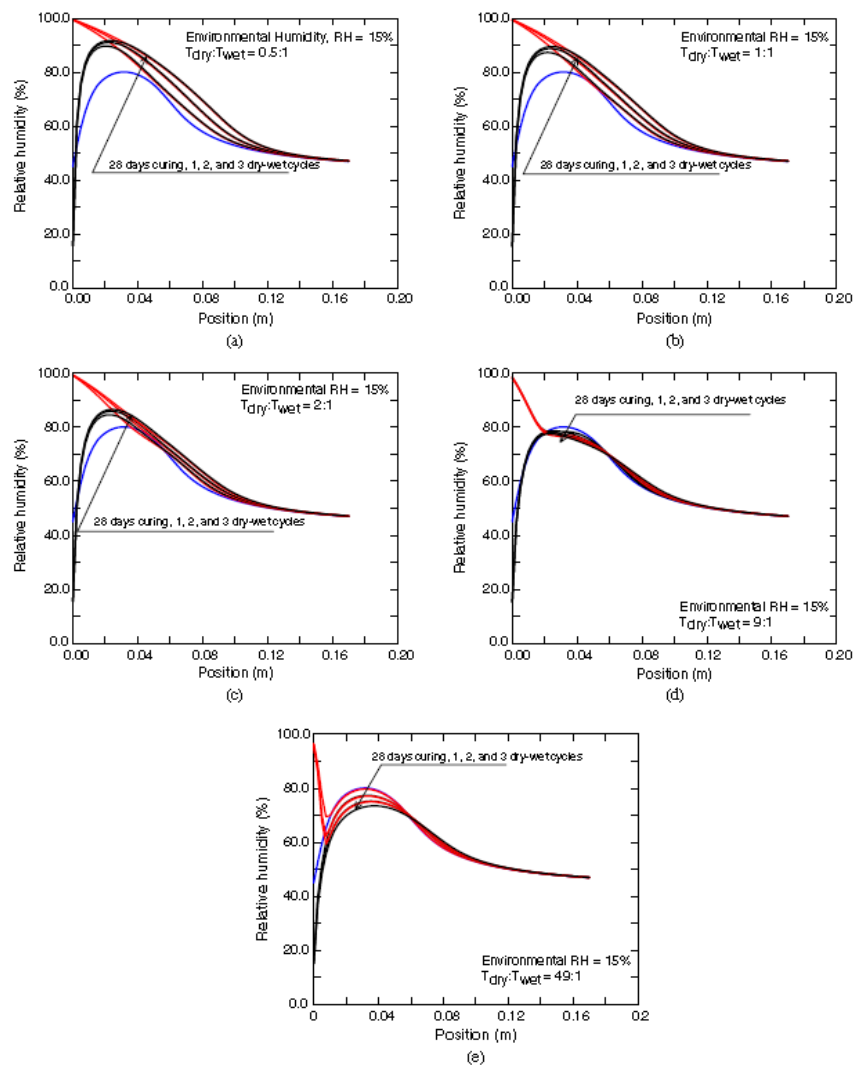 100.0
80.0
60.0
40.0
20.0
0.0
Relative humidity (%)
Environmental Humidity, RH = 15%
Tdry:Twet = 0.5:1
28 days curing, 1, 2, and 3 dry-wet cycles
0.00 0.04 0.08 0.12 0.16 0.20
Position (m)
(a)
100.0
80.0
60.0
40.0
20.0
0.0
Relative humidity (%)
Environmental RH = 15%
Tdry:Twet = 1:1
28 days curing, 1, 2, and 3 dry-wet cycles
0.00 0.04 0.08 0.12 0.16 0.20
Position (m)
(b)
100.0
80.0
60.0
40.0
20.0
0.0
Relative humidity (%)
Environmental RH = 15%
Tdry:Twet = 2:1
28 days curing, 1, 2, and 3 dry-wet cycles
0.00 0.04 0.08 0.12 0.16 0.20
Position (m)
(c)
100.0
80.0
60.0
40.0
20.0
0.0
Relative humidity (%)
28 days curing, 1, 2, and 3 dry-wet cycles
Environmental RH = 15%
Tdry:Twet = 9:1
0.00 0.04 0.08 0.12 0.16 0.20
Position (m)
(d)
100.0
80.0
60.0
40.0
20.0
0.0
Relative humidity (%)
28 days curing, 1, 2, and 3 dry-wet cycles
Environmental RH = 15%
Tdry:Twet = 49:1
0 0.04 0.08 0.12 0.16 0.2
Position (m)
(e)